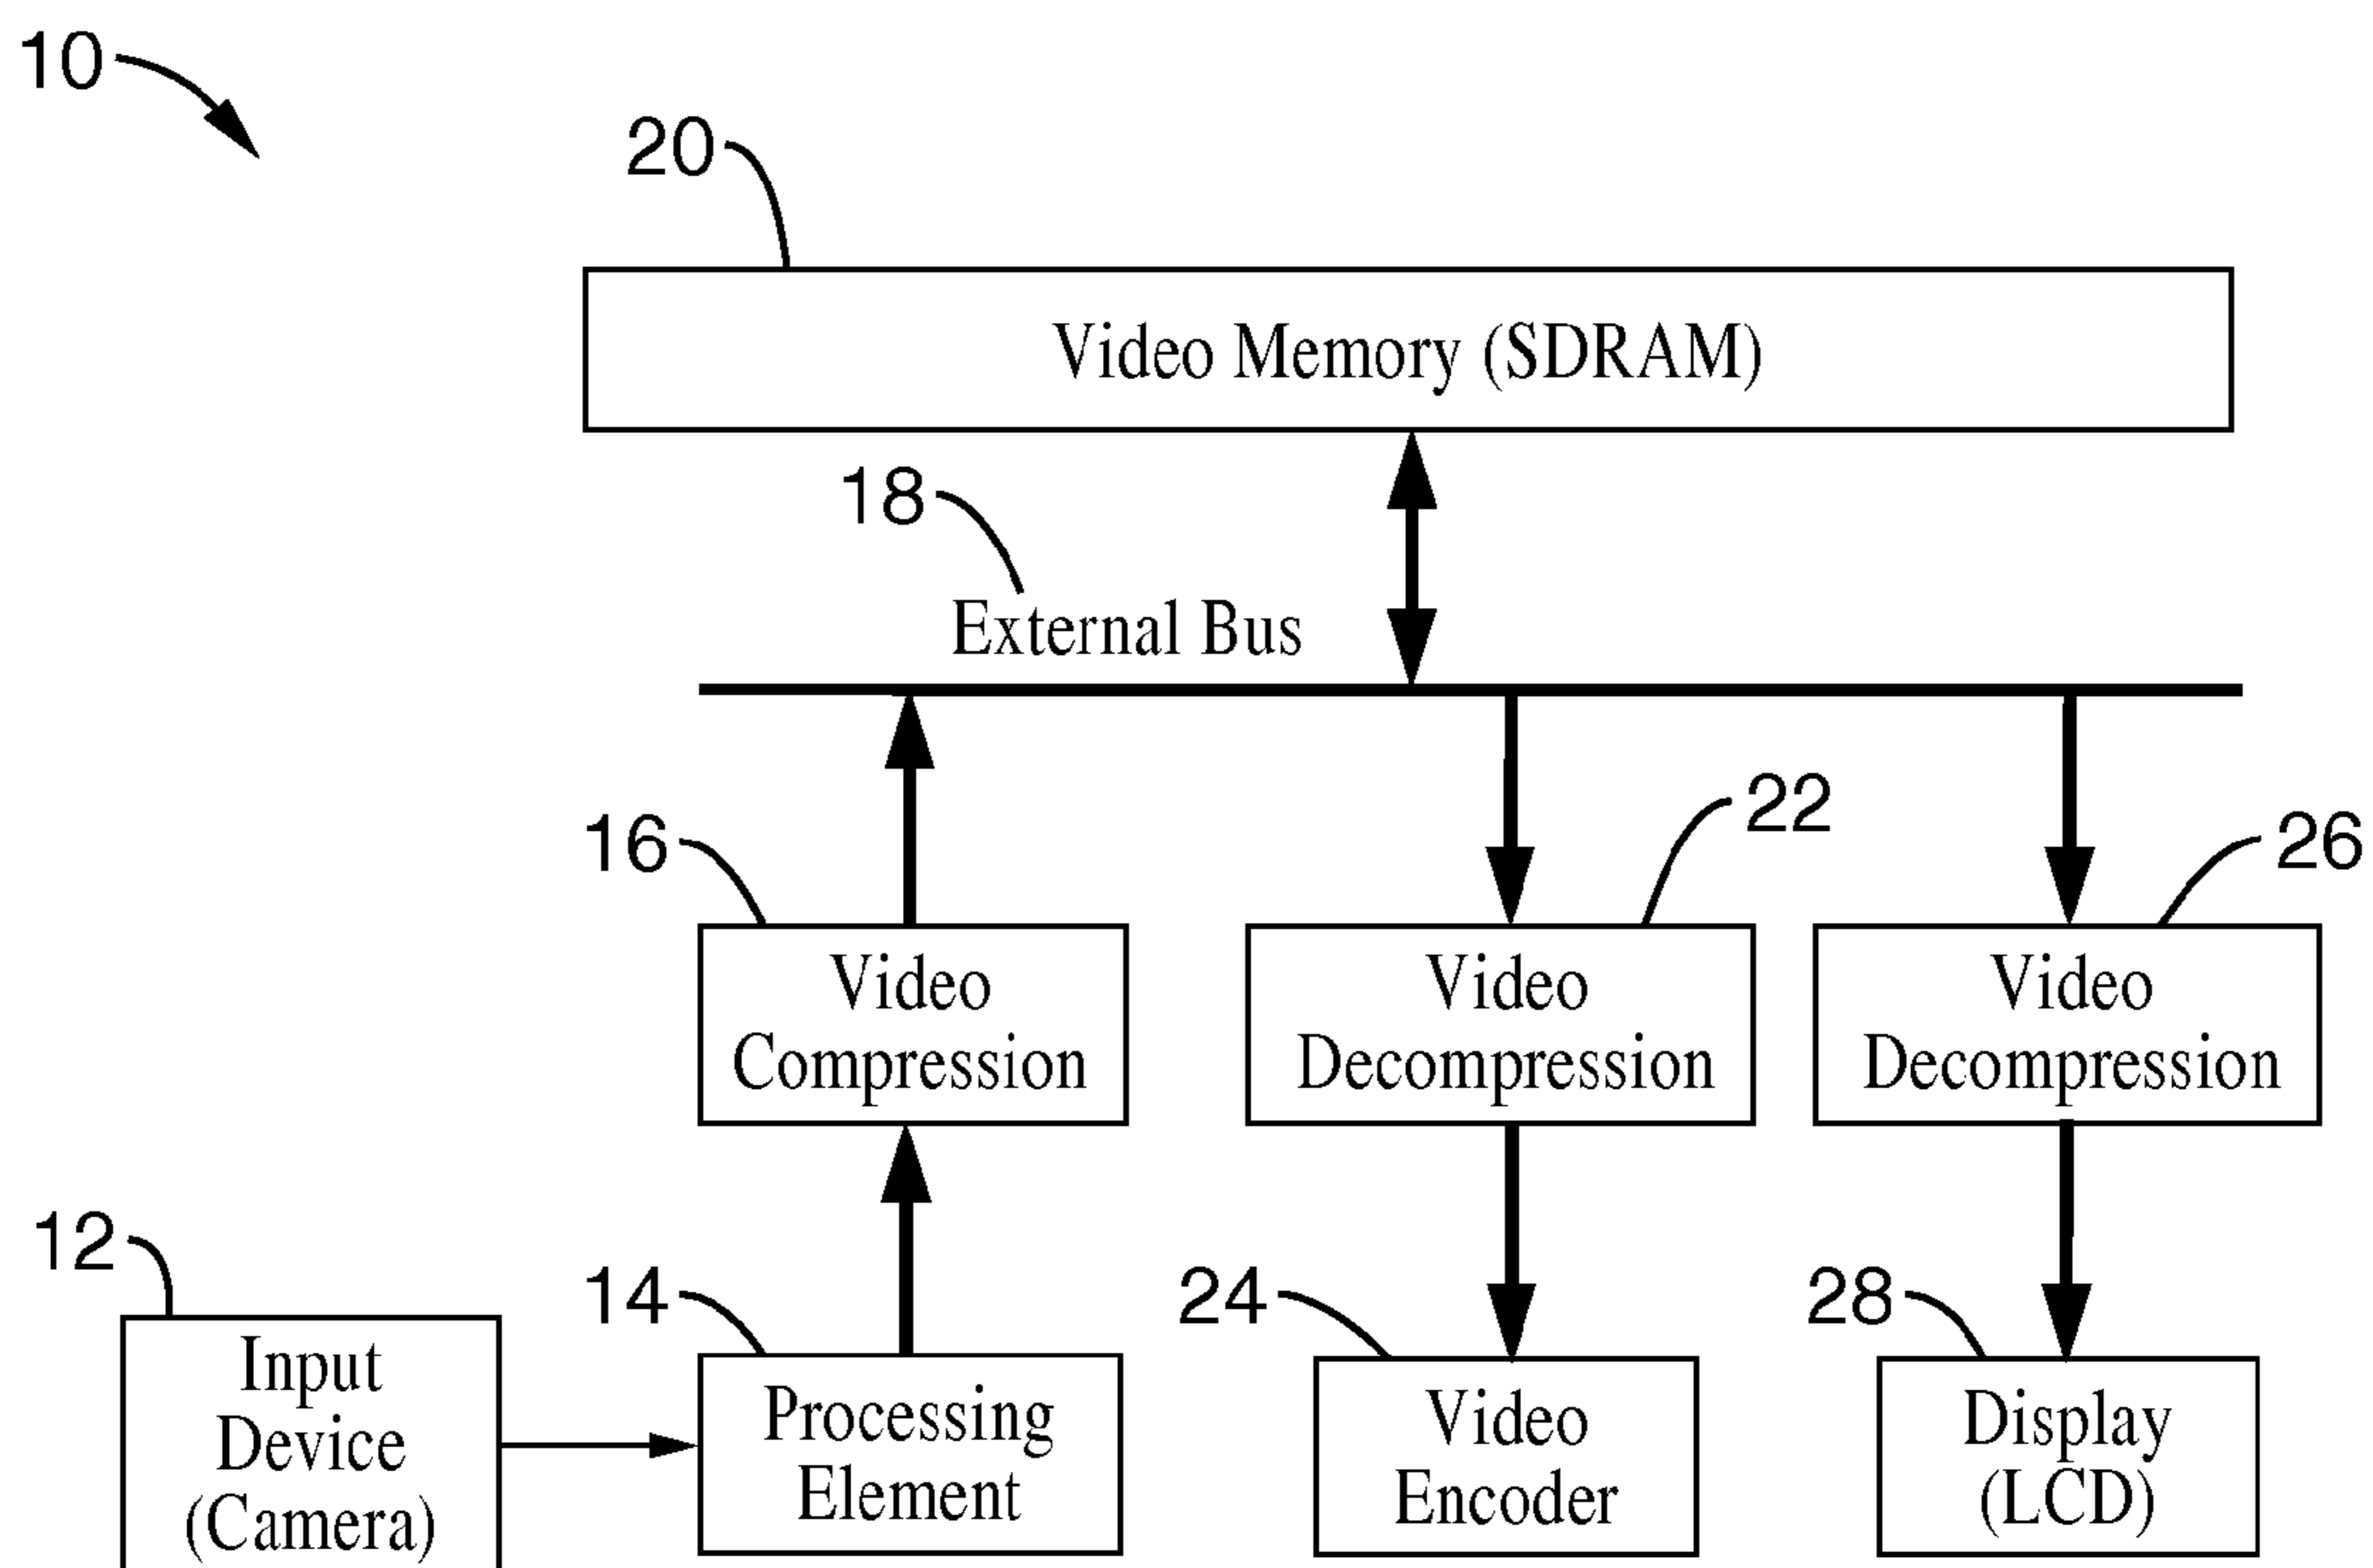 10
20
Video Memory (SDRAM)
18
External Bus
16
22
26
Video
Compression
Video
Decompression
Video
Decompression
12
14
24
28
Input
Device
(Camera)
Processing
Element
Video
Encoder
Display
(LCD)